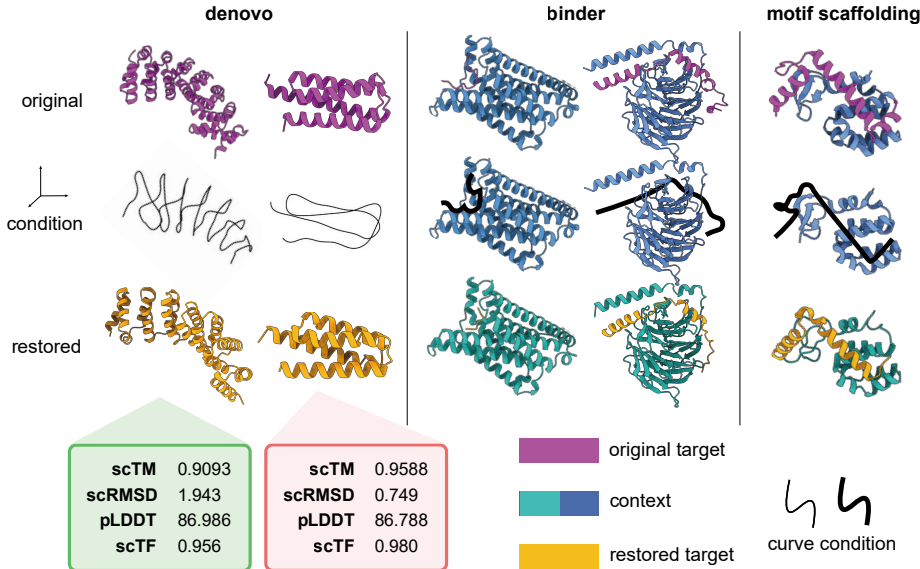 denovo
binder
motif scaffolding
original
condition
restored
scTM 0.9093
scRMSD 1.943
pLDDT 86.986
scTF 0.956
scTM 0.9588
scRMSD 0.749
pLDDT 86.788
scTF 0.980
original target
context
restored target
curve condition